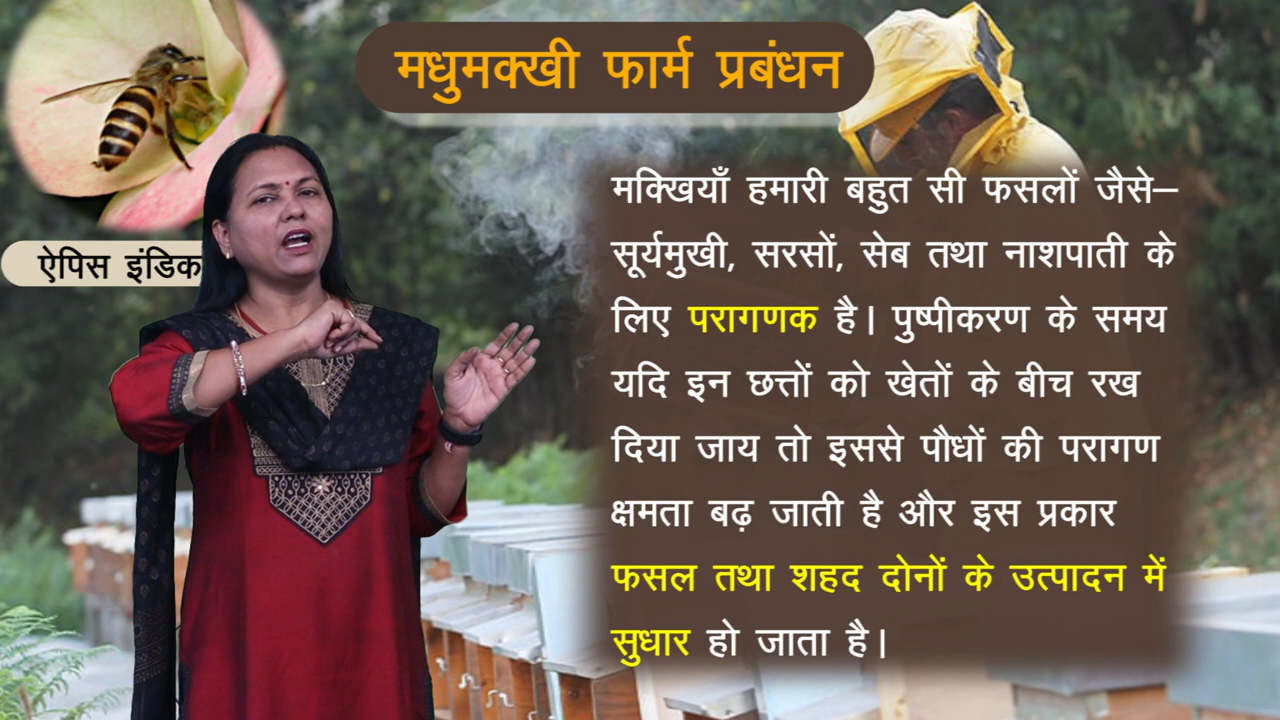 मधुमक्खी फार्म प्रबंधन
ऐपिस इंडिक
मक्खियाँ हमारी बहुत सी फसलों जैसे–
सूर्यमुखी, सरसों, सेब तथा नाशपाती के
लिए परागणक है। पुष्पीकरण के समय
यदि इन छत्तों को खेतों के बीच रख
दिया जाय तो इससे पौधों की परागण
क्षमता बढ़ जाती है और इस प्रकार
फसल तथा शहद दोनों के उत्पादन में
सुधार हो जाता है।